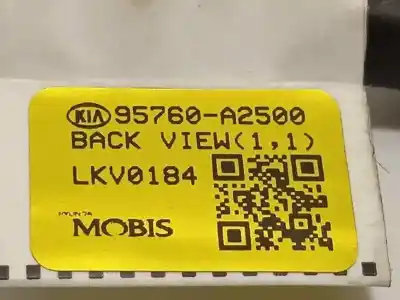 KIA 95760-A2500
BACK VIEW(1,1)
LKV0184
HYUNDAI
MOBIS